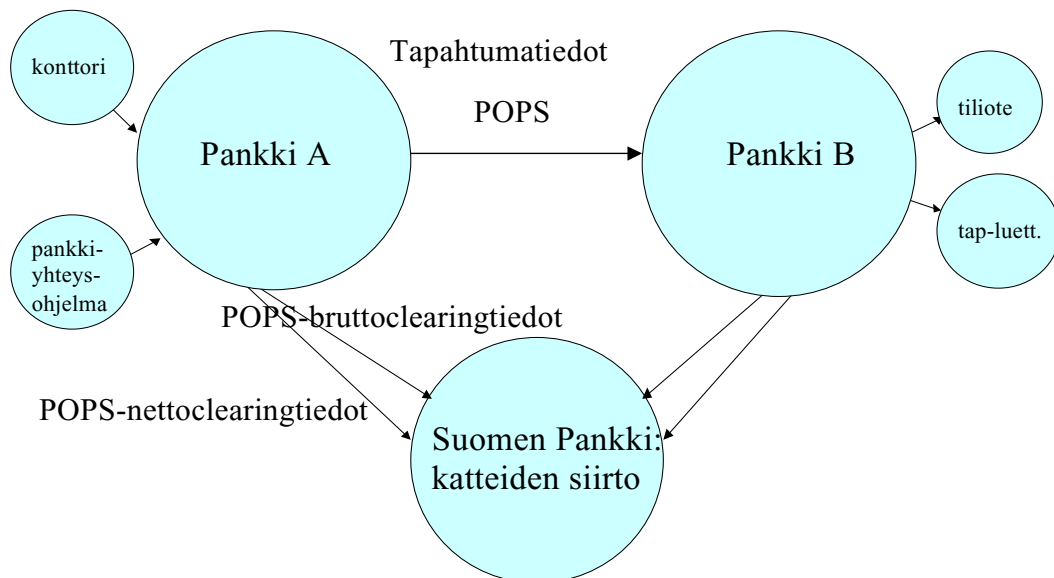 konttori
Tapahtumatiedot
POPS
tiliote
Pankki A
Pankki B
pankki-
yhteys-
ohjelma
tap-luett.
POPS-bruttoclearingtiedot
POPS-nettoclearingtiedot
Suomen Pankki:
katteiden siirto